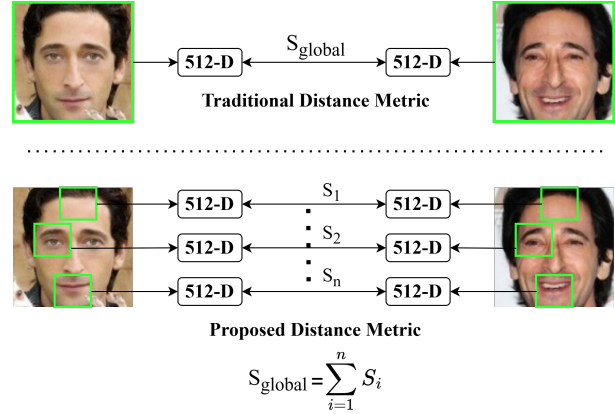 512-D S_global 512-D
Traditional Distance Metric
512-D S_1 512-D
512-D S_2 512-D
512-D S_n 512-D
Proposed Distance Metric
S_global = \sum_{i=1}^{n} S_i